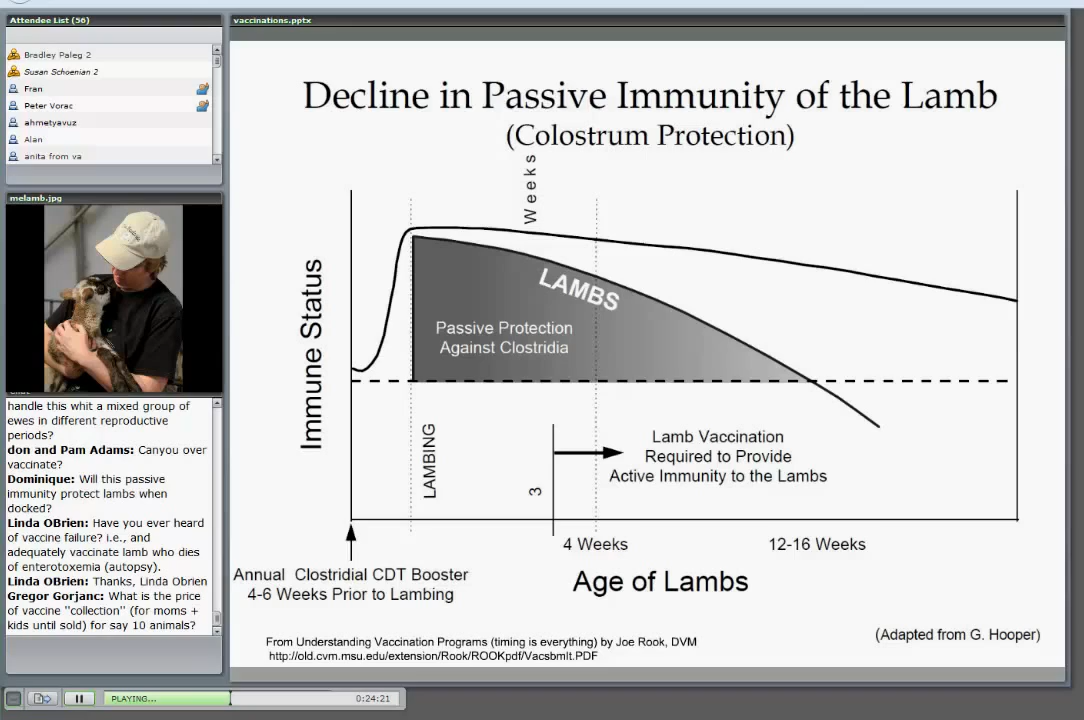 Attendee List (56)
Bradley Paleg 2
Susan Schoenian 2
Fran
Peter Vorac
ahmetyavuz
Alan
anita from va
melamb.jpg
handle this whit a mixed group of
ewes in different reproductive
periods?
don and Pam Adams: Canyou over
vaccinate?
Dominique: Will this passive
immunity protect lambs when
docked?
Linda OBrien: Have you ever heard
of vaccine failure? i.e., and
adequately vaccinate lamb who dies
of enterotoxemia (autopsy).
Linda OBrien: Thanks, Linda Obrien
Gregor Gorjanc: What is the price
of vaccine "collection" (for moms +
kids until sold) for say 10 animals?
vaccinations.pptx
Decline in Passive Immunity of the Lamb
(Colostrum Protection)
Weeks
Immune Status
LAMBS
Passive Protection
Against Clostridia
LAMBING
3
Lamb Vaccination
Required to Provide
Active Immunity to the Lambs
4 Weeks
12-16 Weeks
Annual Clostridial CDT Booster
4-6 Weeks Prior to Lambing
Age of Lambs
(Adapted from G. Hooper)
From Understanding Vaccination Programs (timing is everything) by Joe Rook, DVM
http://old.cvm.msu.edu/extension/Rook/ROOKpdf/Vacsbmlt.PDF
PLAYING...
0:24:21